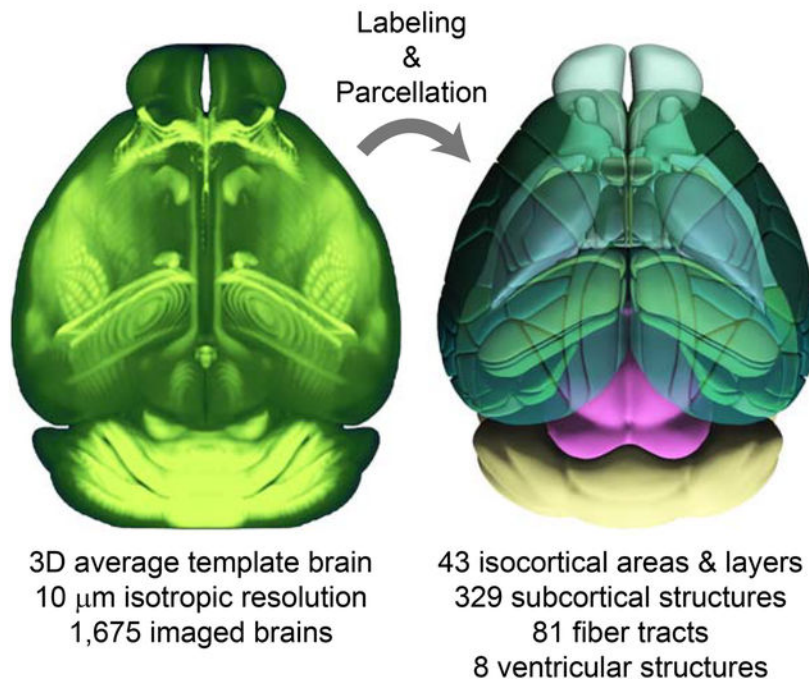 Labeling
&
Parcellation
3D average template brain
10 μm isotropic resolution
1,675 imaged brains
43 isocortical areas & layers
329 subcortical structures
81 fiber tracts
8 ventricular structures